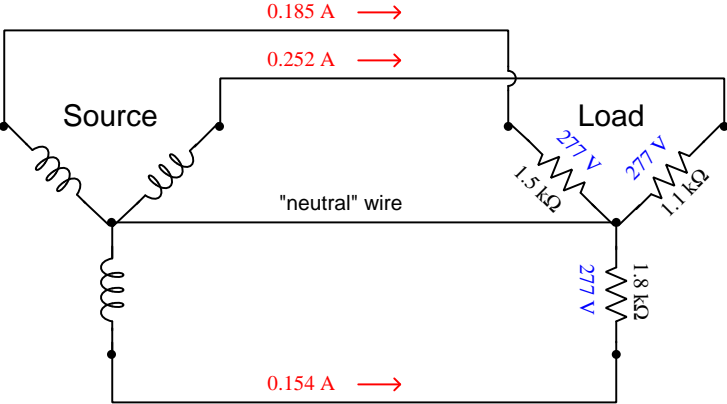 0.185 A
0.252 A
Source
Load
277 V
277 V
1.5 kΩ
1.1 kΩ
"neutral" wire
277 V
1.8 kΩ
0.154 A